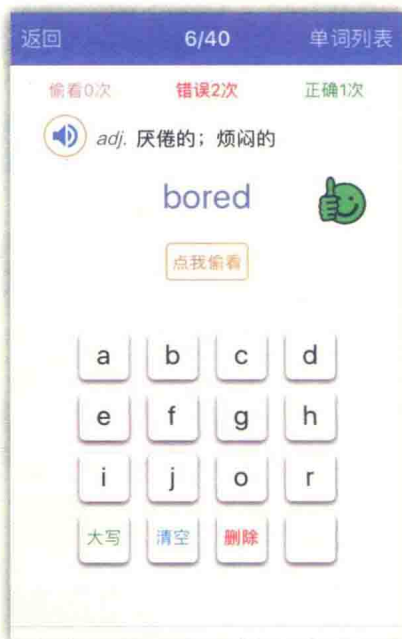 返回 6/40 单词列表
偷看0次 错误2次 正确1次
adj. 厌倦的；烦闷的
bored
点我偷看
a b c d
e f g h
i j o r
大写 清空 删除